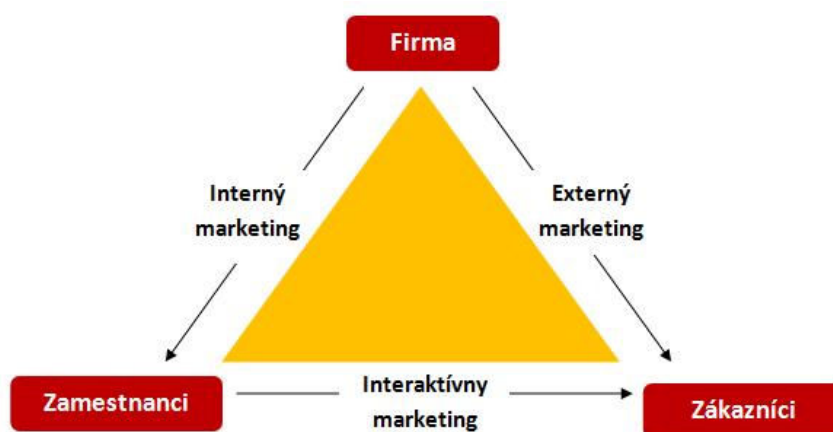 Firma
Interný
marketing
Externý
marketing
Zamestnanci
Interaktívny
marketing
Zákazníci